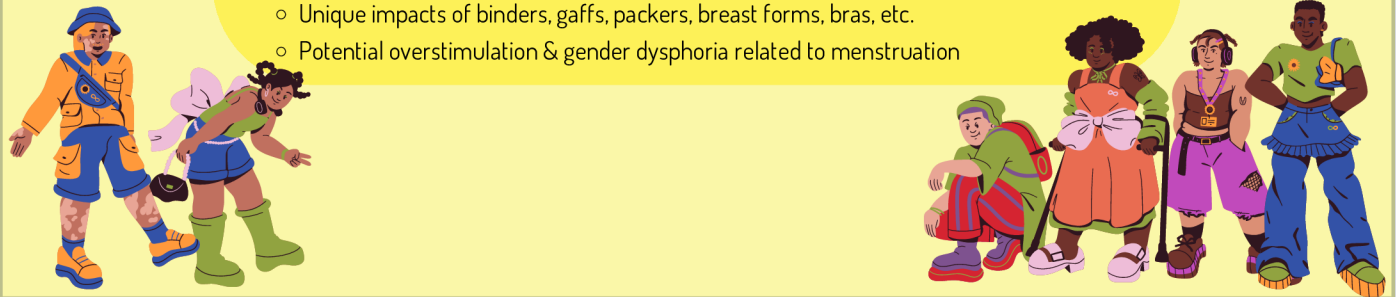 Unique impacts of binders, gaffs, packers, breast forms, bras, etc.
Potential overstimulation & gender dysphoria related to menstruation